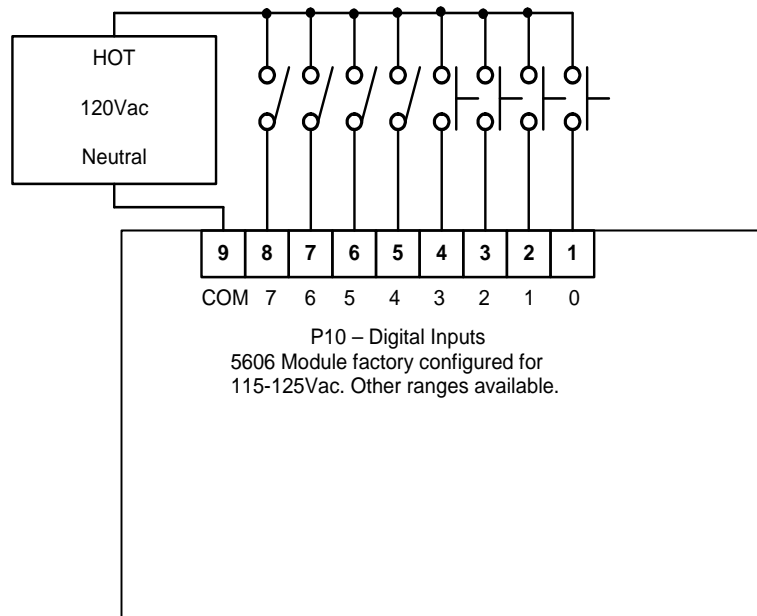 HOT
120Vac
Neutral
9 8 7 6 5 4 3 2 1
COM 7 6 5 4 3 2 1 0
P10 – Digital Inputs
5606 Module factory configured for
115-125Vac. Other ranges available.